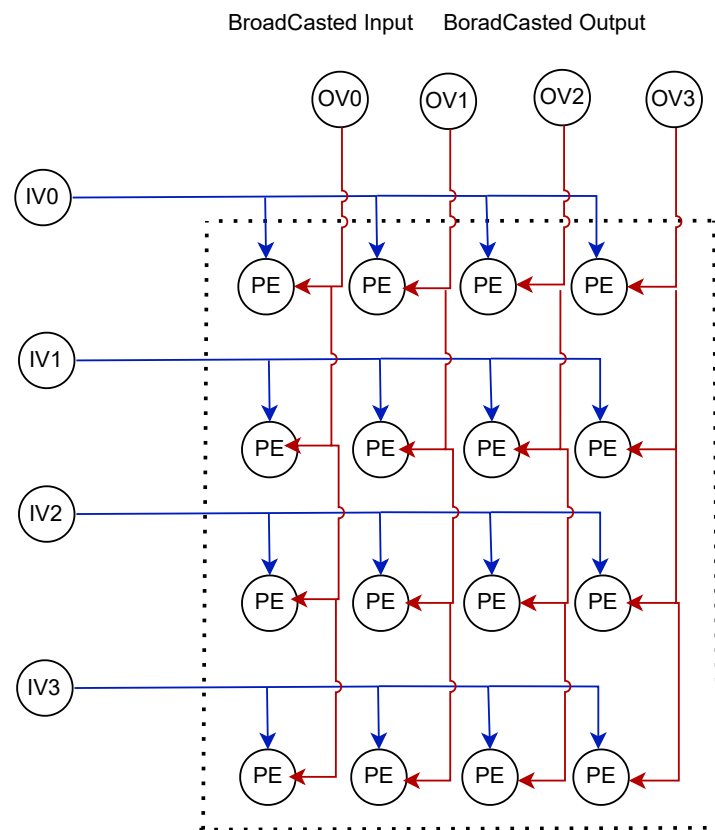 BroadCasted Input BoradCasted Output
OV0 OV1 OV2 OV3
IV0
PE PE PE PE
IV1
PE PE PE PE
IV2
PE PE PE PE
IV3
PE PE PE PE